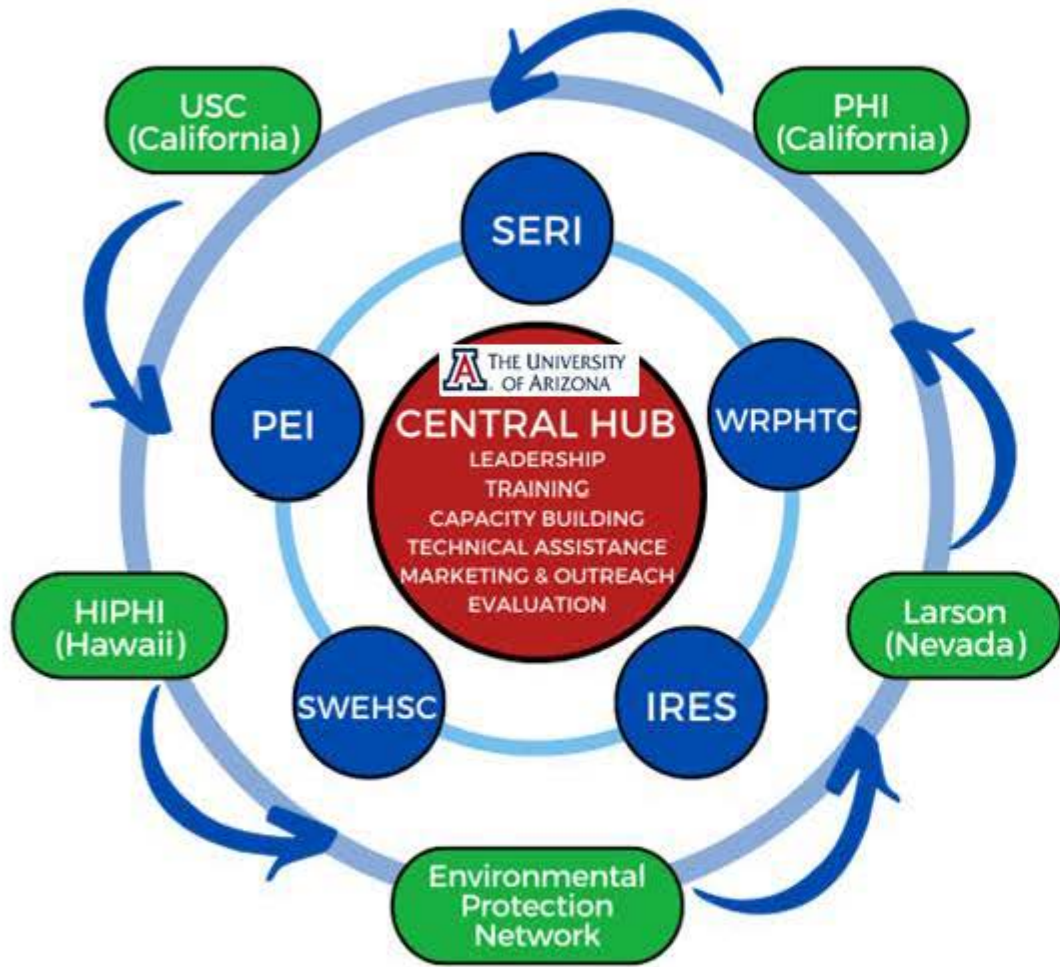 USC
(California)
PHI
(California)
SERI
THE UNIVERSITY
OF ARIZONA
CENTRAL HUB
LEADERSHIP
TRAINING
CAPACITY BUILDING
TECHNICAL ASSISTANCE
MARKETING & OUTREACH
EVALUATION
PEI
WRPHTC
HIPHI
(Hawaii)
Larson
(Nevada)
SWEHSC
IRES
Environmental
Protection
Network